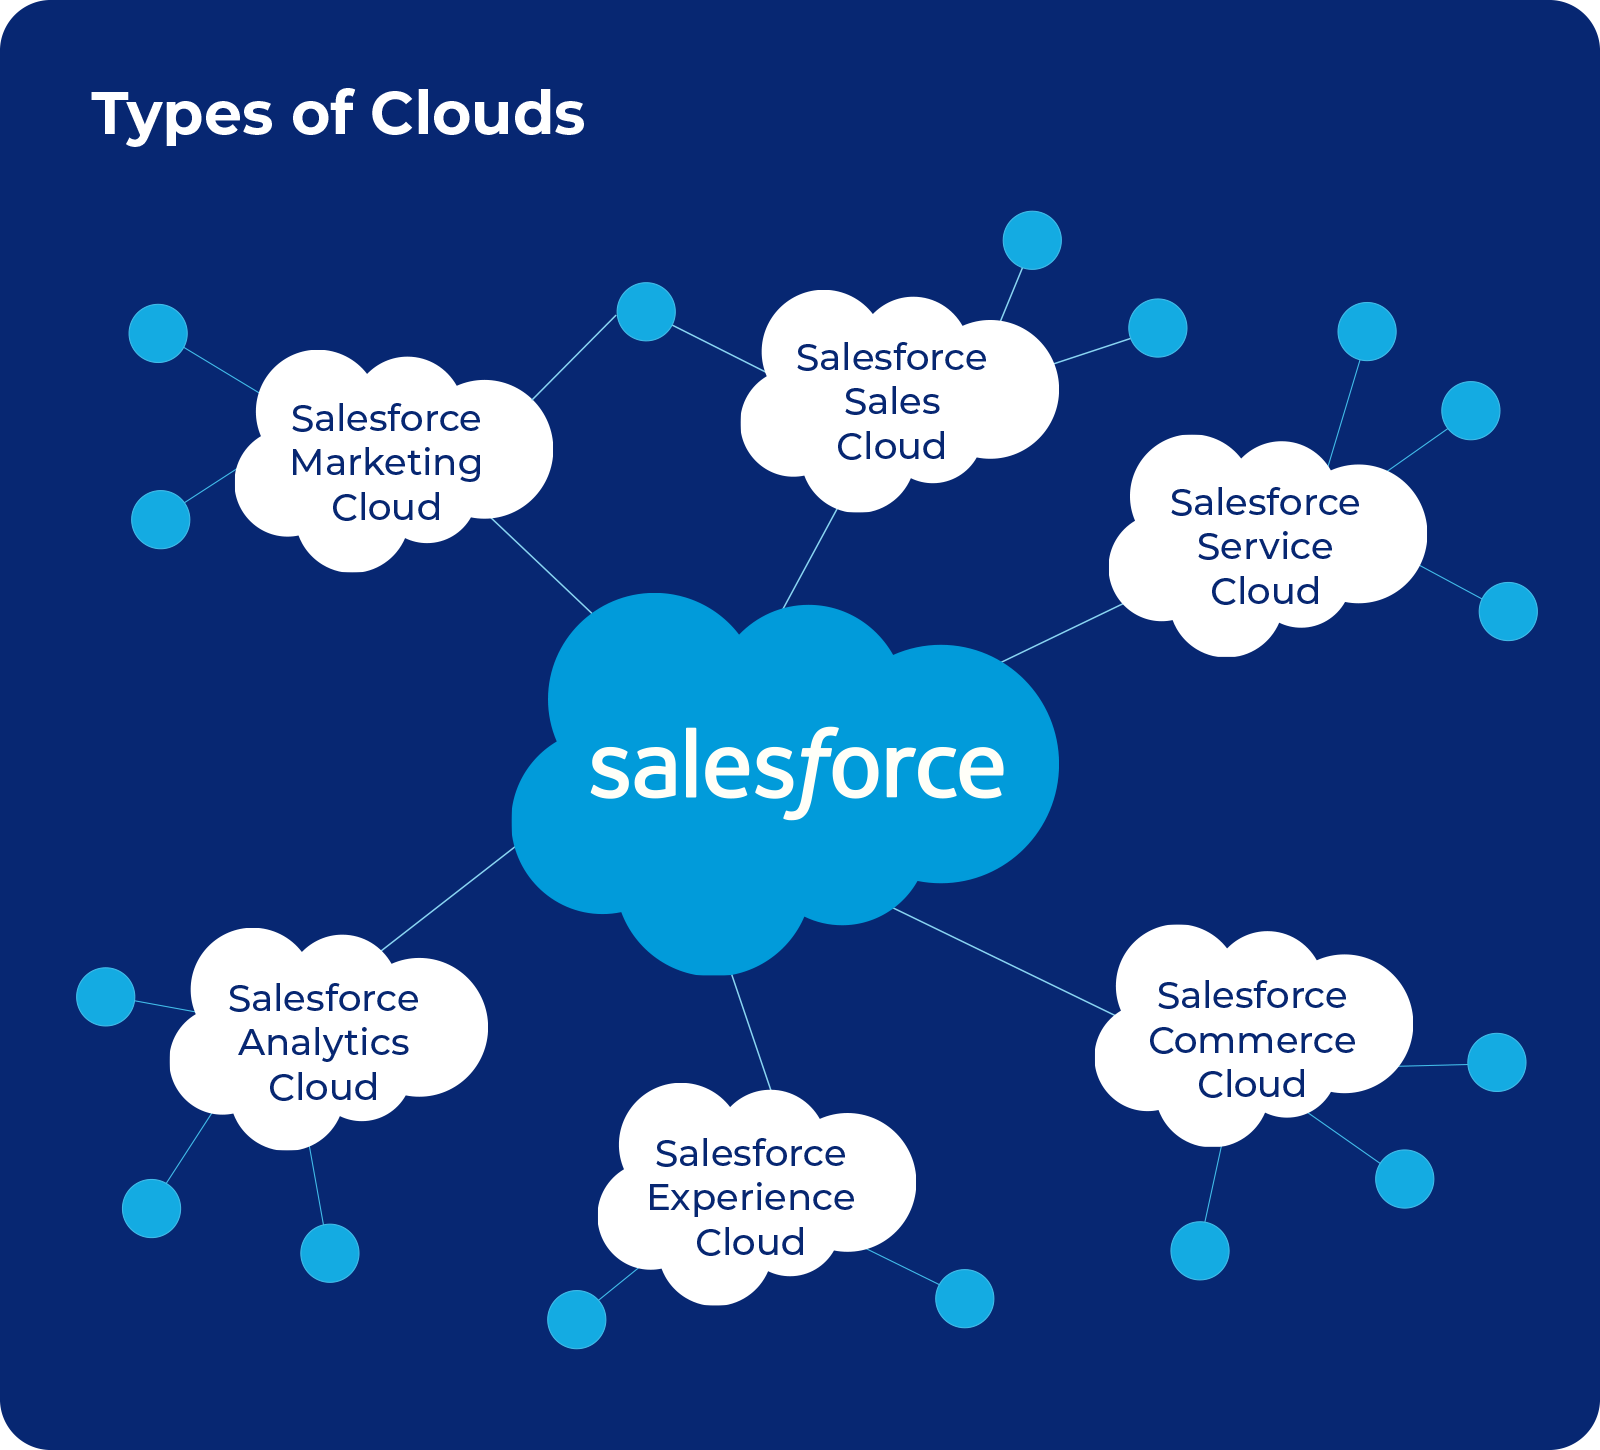 Types of Clouds
Salesforce
Marketing
Cloud
Salesforce
Sales
Cloud
Salesforce
Service
Cloud
salesforce
Salesforce
Analytics
Cloud
Salesforce
Experience
Cloud
Salesforce
Commerce
Cloud